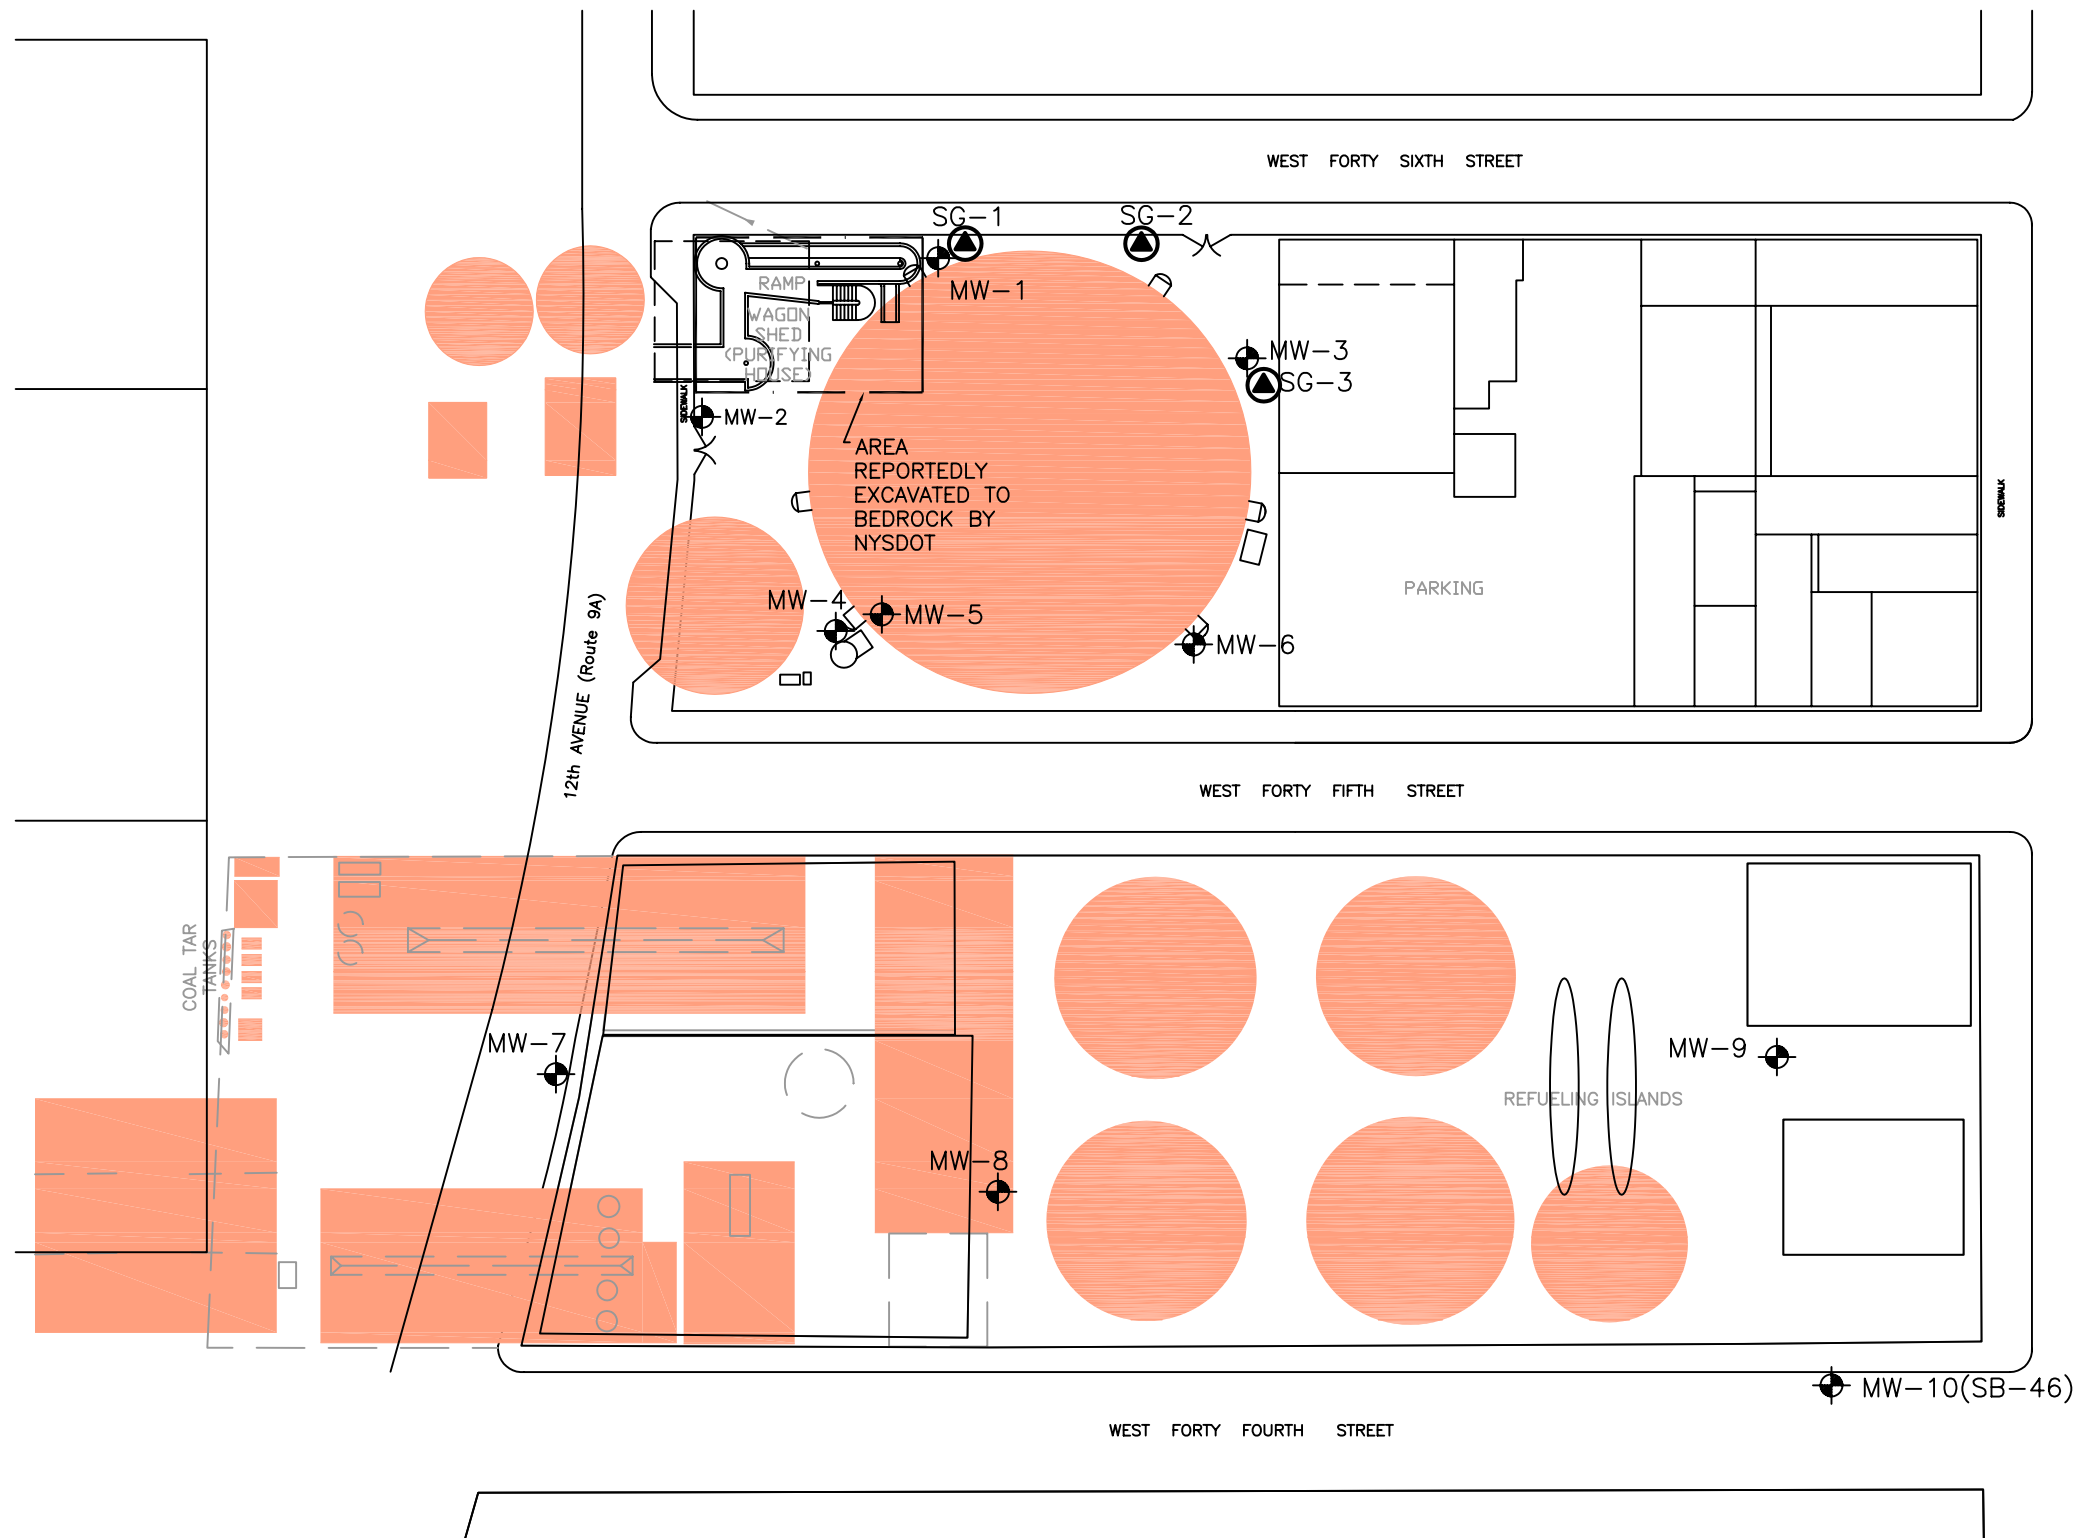 WEST FORTY SIXTH STREET
SG-1
SG-2
MW-1
RAMP
WAGON
SHED
(PURIFYING
HOUSE)
MW-3
SG-3
SIDEWALK
MW-2
AREA
REPORTEDLY
EXCAVATED TO
BEDROCK BY
NYSDOT
SIDEWALK
PARKING
MW-4
MW-5
MW-6
12th AVENUE (Route 9A)
WEST FORTY FIFTH STREET
COAL TAR
TANKS
MW-7
MW-9
REFUELING ISLANDS
MW-8
MW-10(SB-46)
WEST FORTY FOURTH STREET